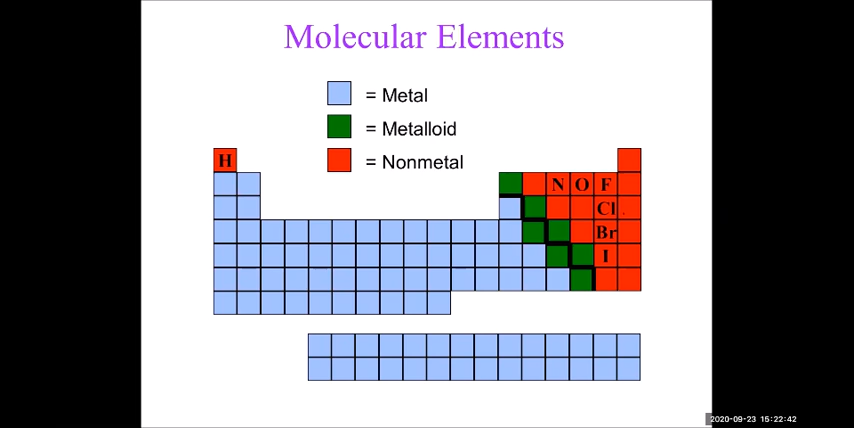 Molecular Elements
= Metal
= Metalloid
= Nonmetal
H
N O F
Cl
Br
I
2020-09-23 15:22:42